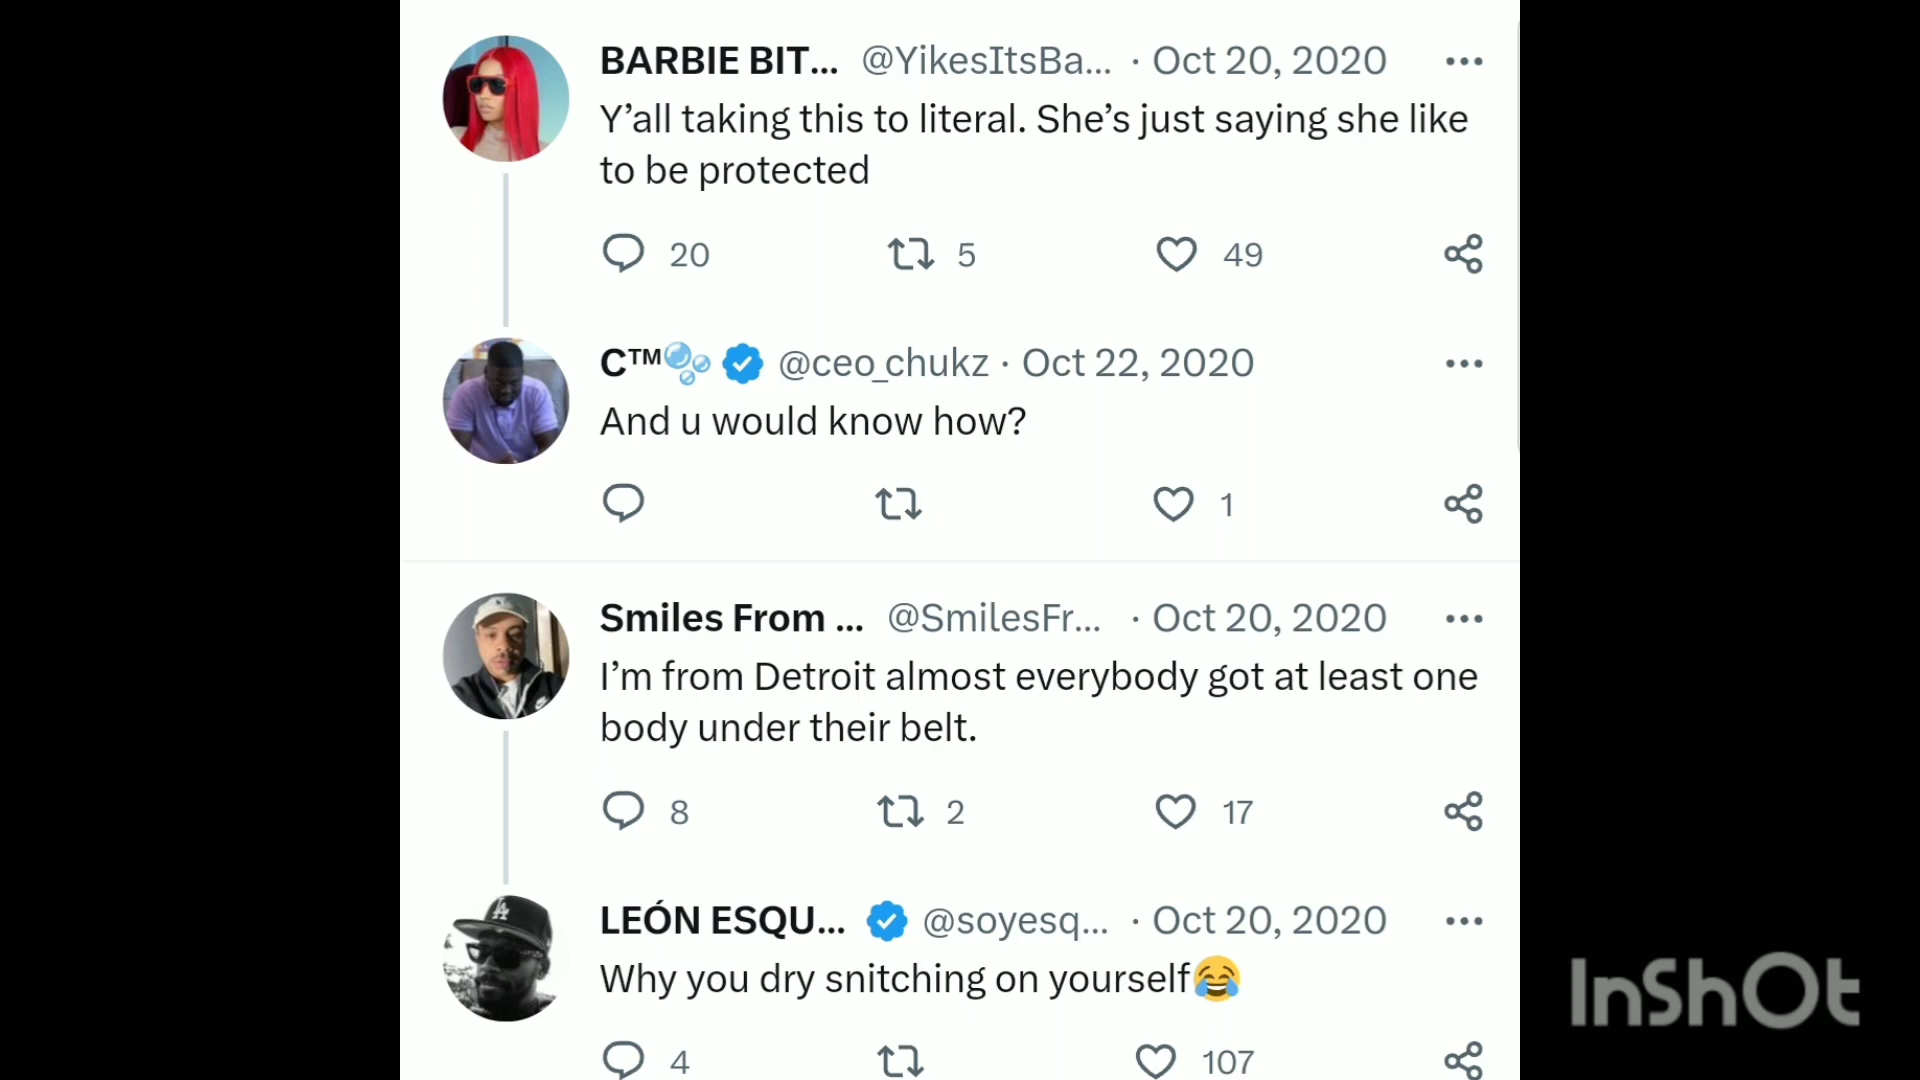 BARBIE BIT... @YikesItsBa... · Oct 20, 2020
Y’all taking this to literal. She’s just saying she like
to be protected
20 5 49
C™🫧 @ceo_chukz · Oct 22, 2020
And u would know how?
1
Smiles From ... @SmilesFr... · Oct 20, 2020
I’m from Detroit almost everybody got at least one
body under their belt.
8 2 17
LA
LEÓN ESQU... @soyesq... · Oct 20, 2020
Why you dry snitching on yourself😂
4 107
InShOt